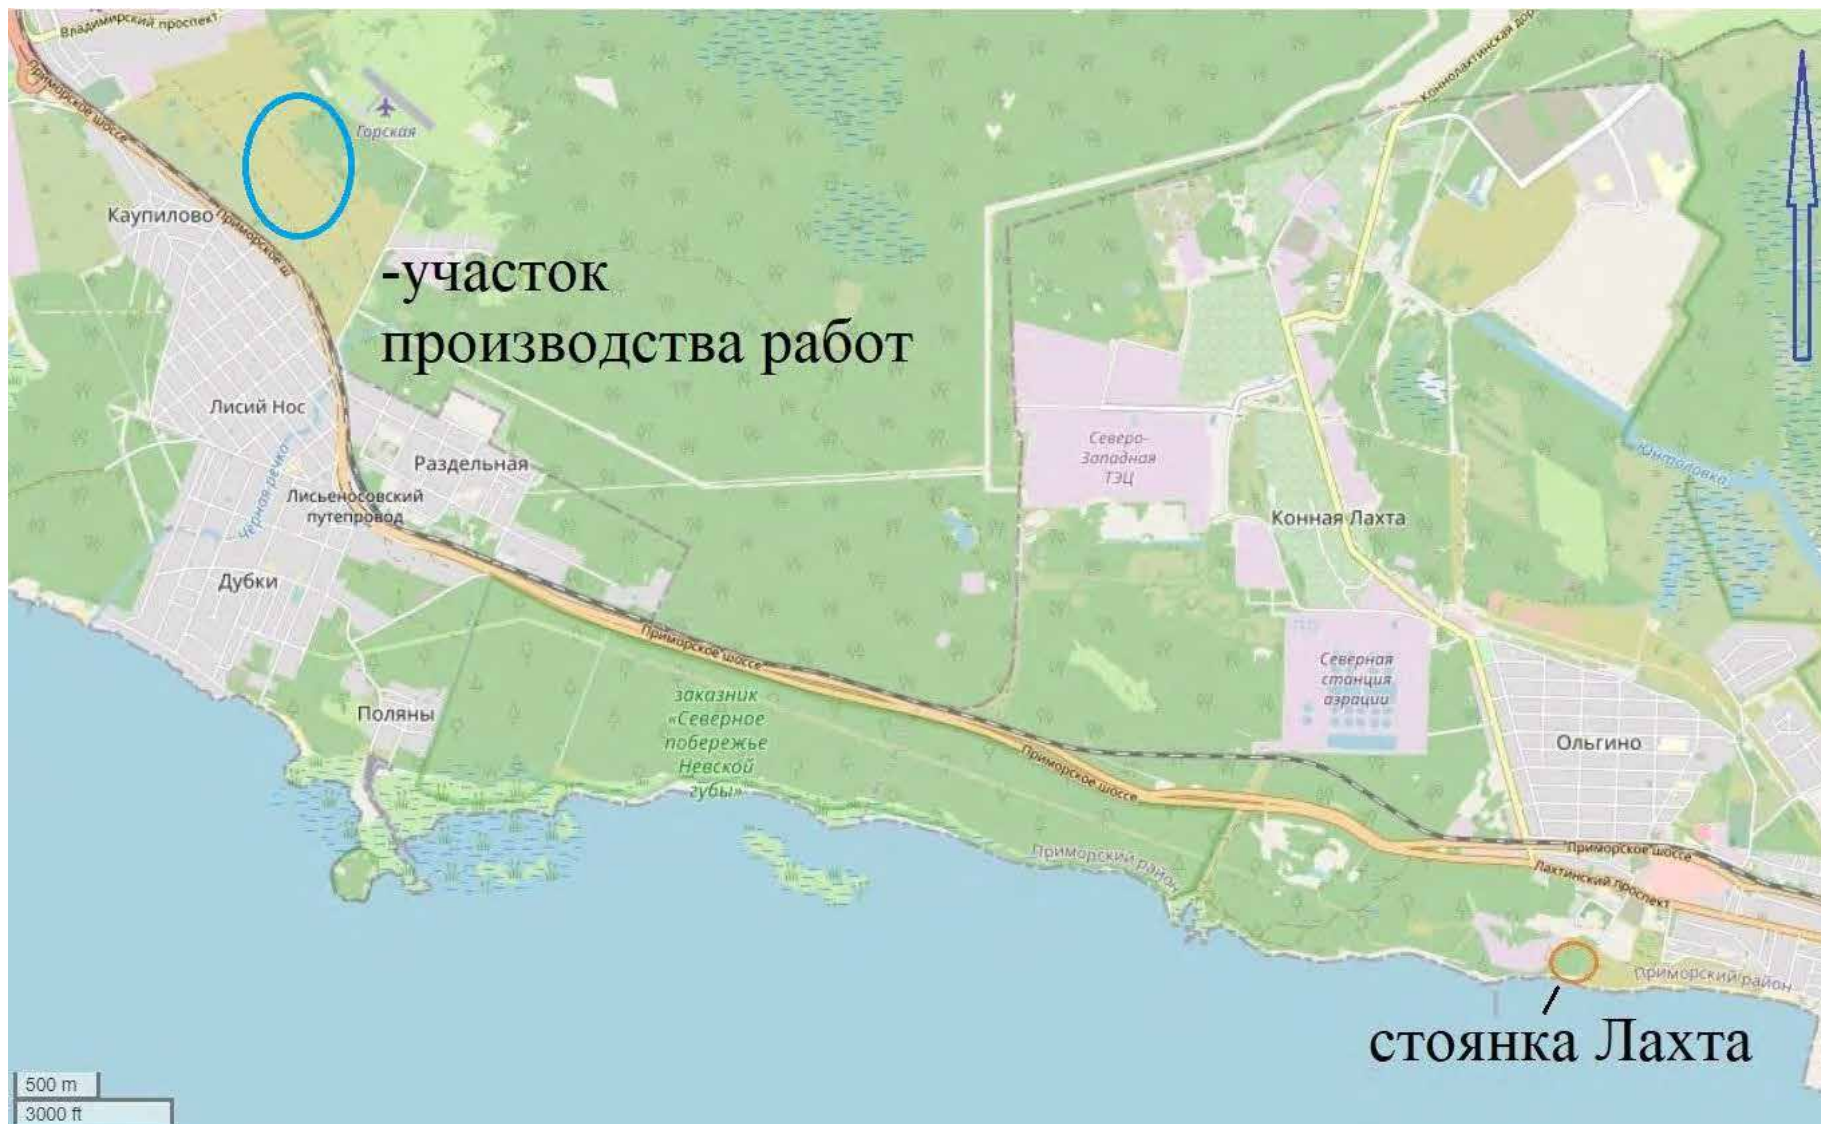 Владимирский проспект
Приморское шоссе
Коннолахтинская дор
Горская
Каупилово
Приморское ш
-участок
производства работ
Лисий Нос
Черная речка
Раздельная
Лисьеносовский
путепровод
Дубки
Северо-
Западная
ТЭЦ
Конная Лахта
Юнтоловка
Приморское шоссе
Поляны
заказник
«Северное
побережье
Невской
губы»
Северная
станция
аэрации
Ольгино
Приморское шоссе
Приморский район
Приморское шоссе
Лахтинский проспект
Приморский район
стоянка Лахта
500 m
3000 ft